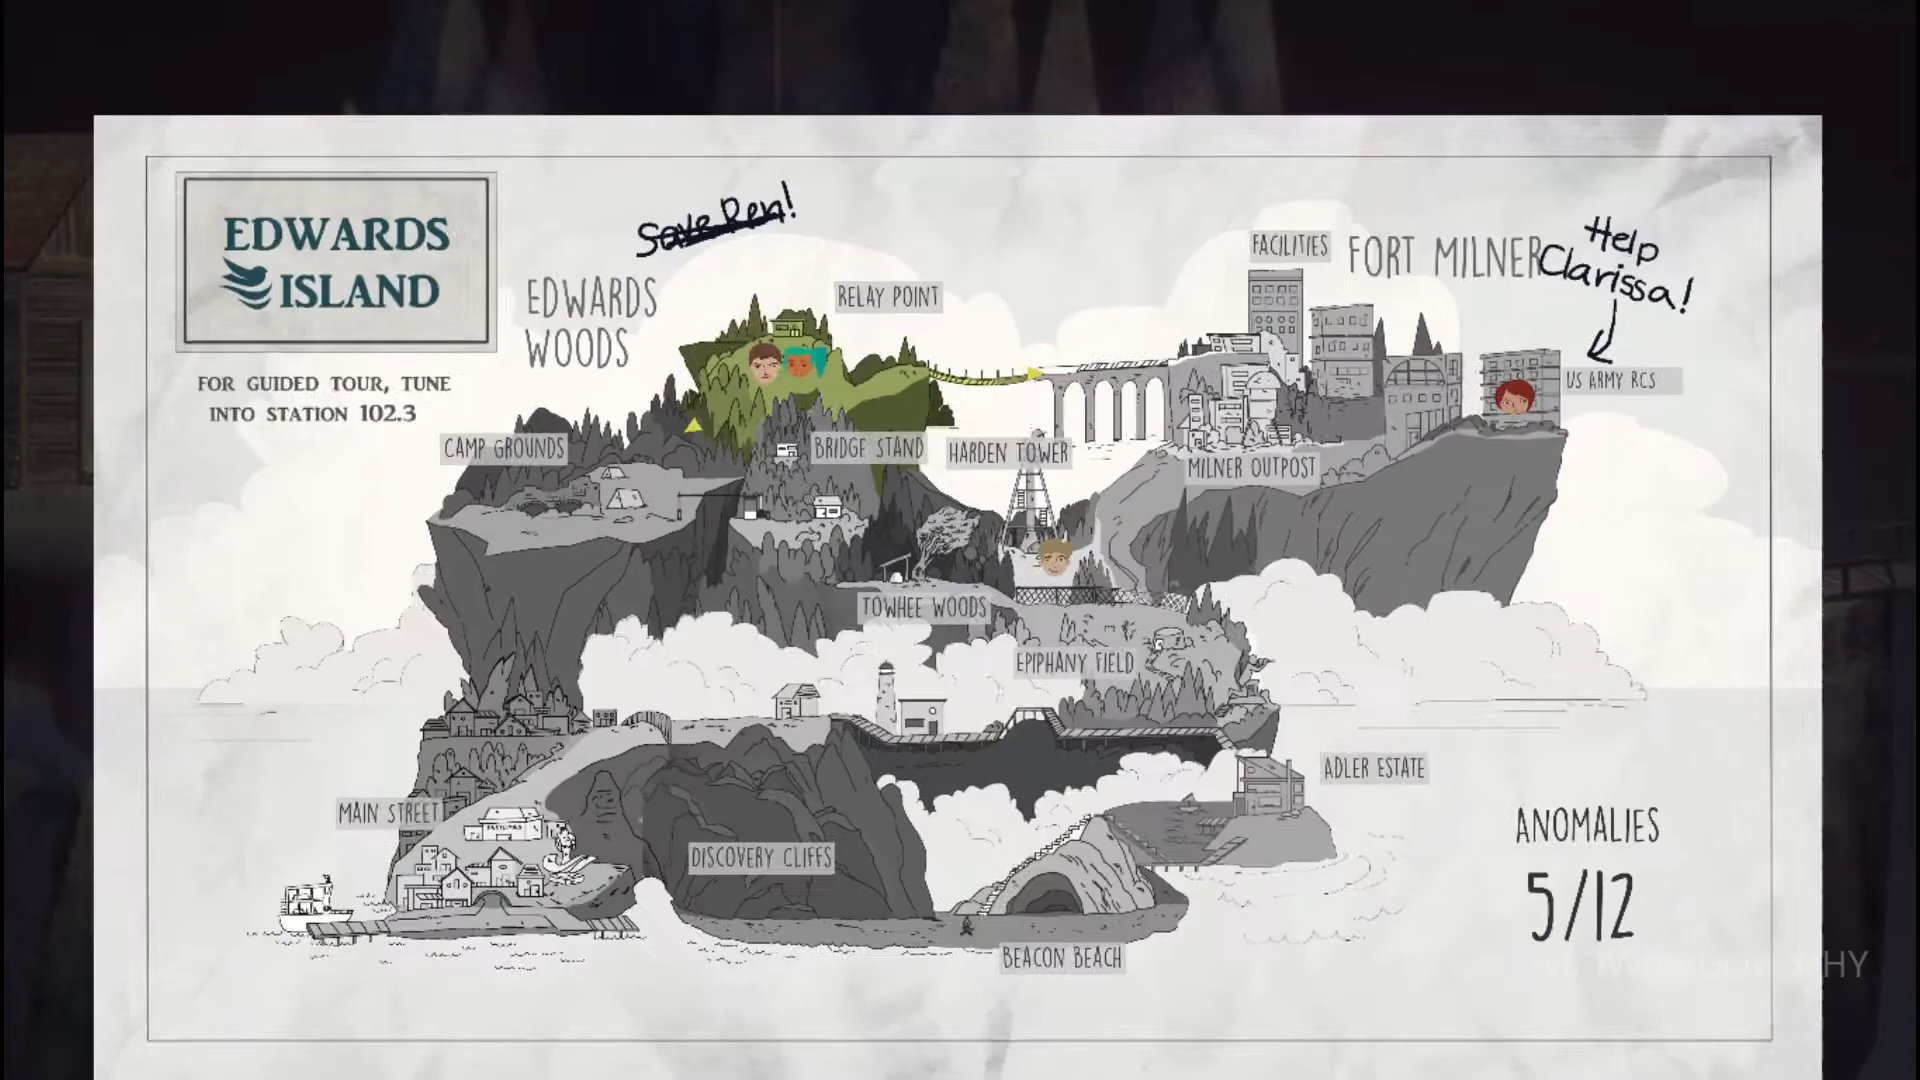 EDWARDS
ISLAND
FOR GUIDED TOUR, TUNE
INTO STATION 102.3
Save Ren!
EDWARDS
WOODS
RELAY POINT
FACILITIES
FORT MILNER
Help
Clarissa!
US ARMY RCS
CAMP GROUNDS
BRIDGE STAND
HARDEN TOWER
MILNER OUTPOST
TOWHEE WOODS
EPIPHANY FIELD
ADLER ESTATE
MAIN STREET
FACILITIES
DISCOVERY CLIFFS
BEACON BEACH
ANOMALIES
5/12